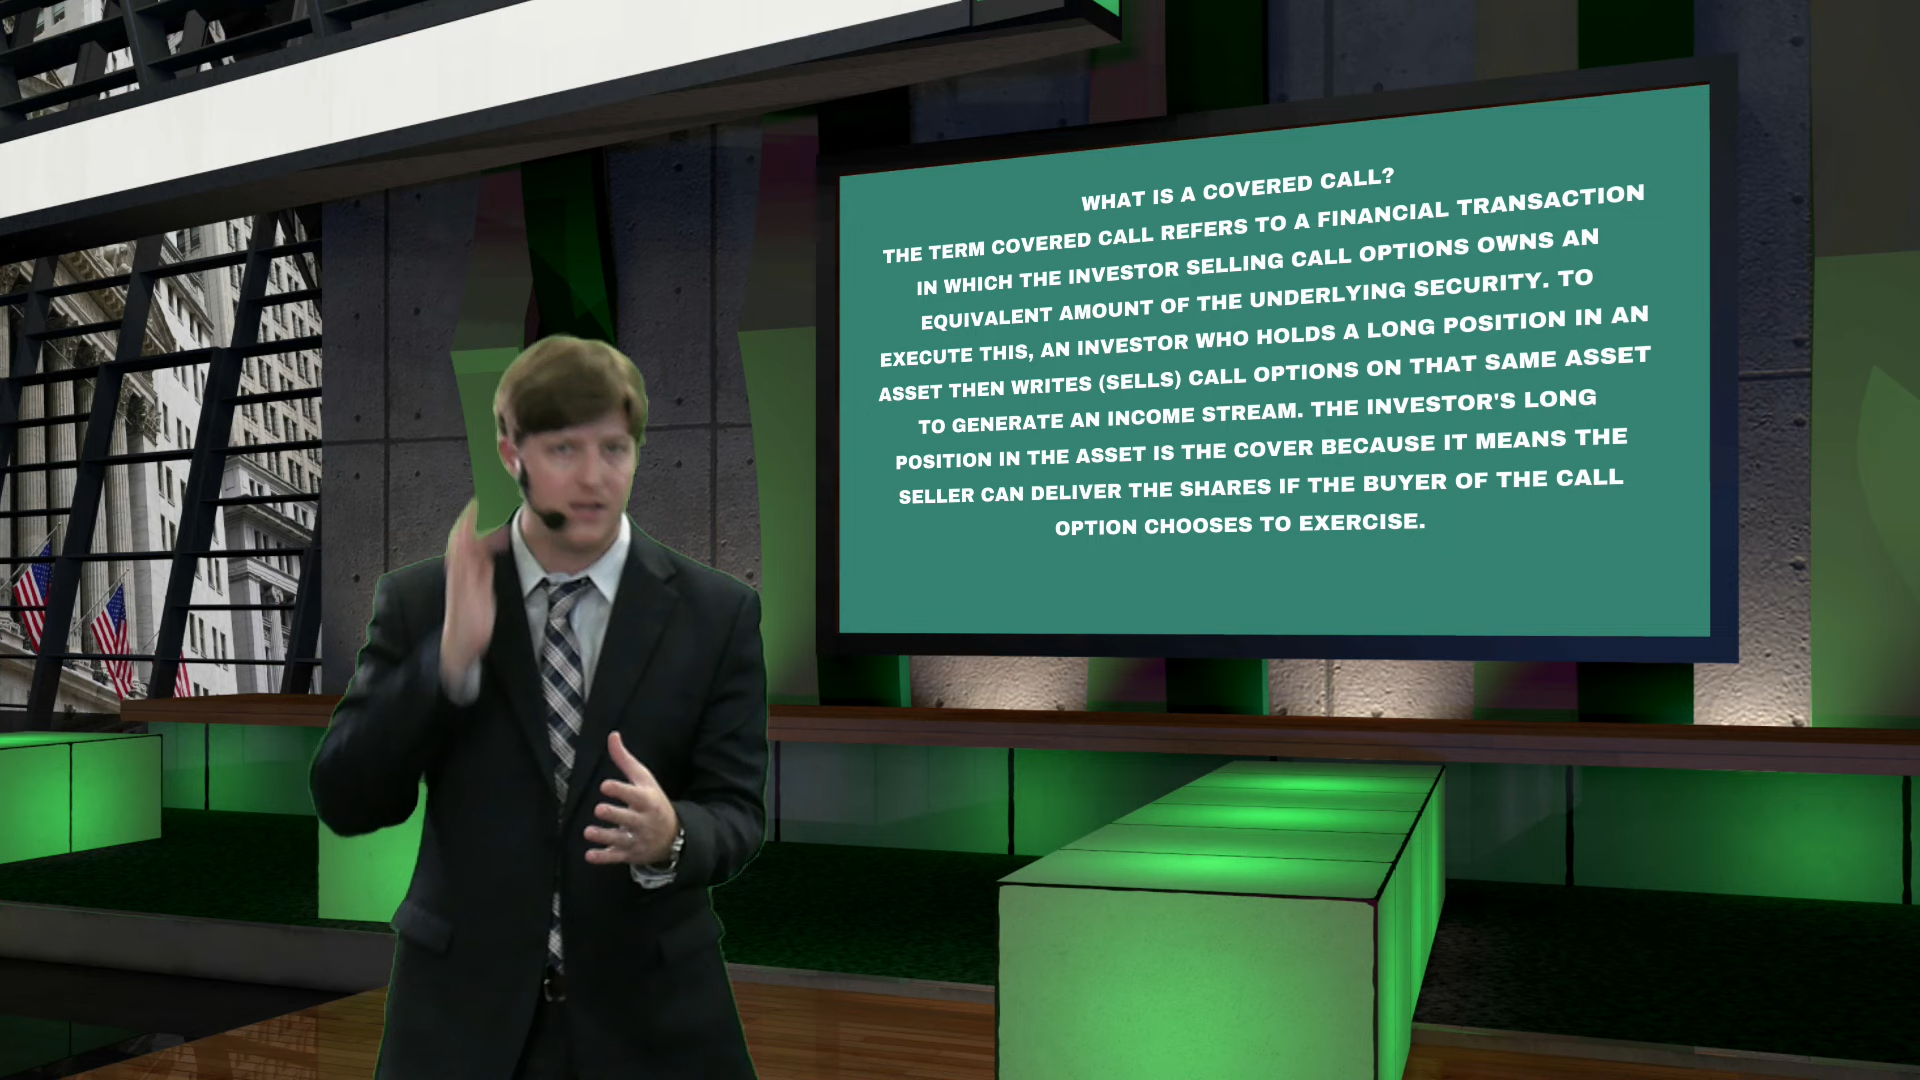 WHAT IS A COVERED CALL?
THE TERM COVERED CALL REFERS TO A FINANCIAL TRANSACTION
IN WHICH THE INVESTOR SELLING CALL OPTIONS OWNS AN
EQUIVALENT AMOUNT OF THE UNDERLYING SECURITY. TO
EXECUTE THIS, AN INVESTOR WHO HOLDS A LONG POSITION IN AN
ASSET THEN WRITES (SELLS) CALL OPTIONS ON THAT SAME ASSET
TO GENERATE AN INCOME STREAM. THE INVESTOR'S LONG
POSITION IN THE ASSET IS THE COVER BECAUSE IT MEANS THE
SELLER CAN DELIVER THE SHARES IF THE BUYER OF THE CALL
OPTION CHOOSES TO EXERCISE.